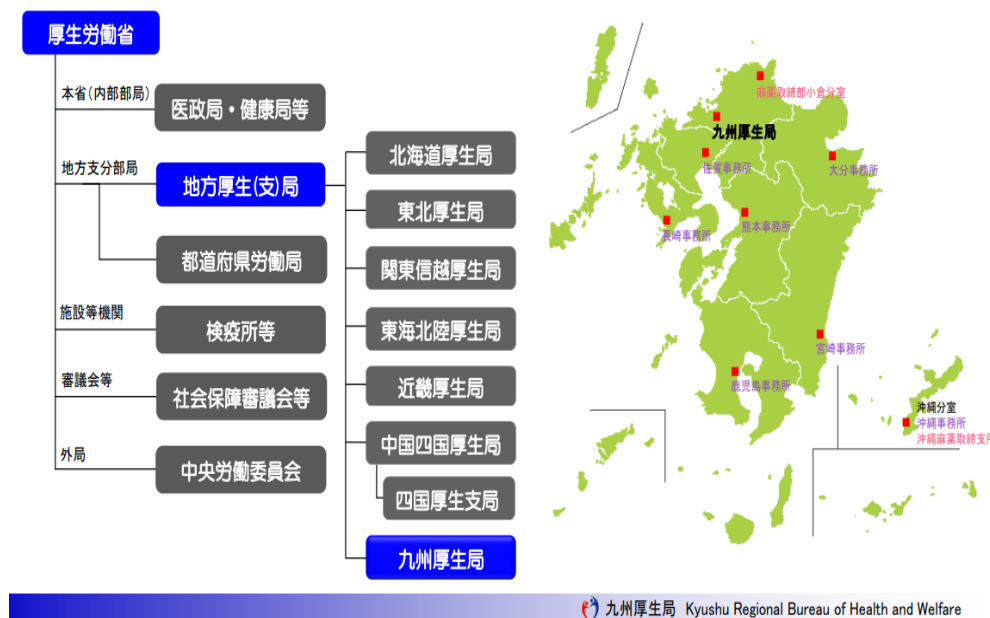 厚生労働省
本省(内部部局)
医政局・健康局等
地方支分部局
地方厚生(支)局
都道府県労働局
施設等機関
検疫所等
審議会等
社会保障審議会等
外局
中央労働委員会
北海道厚生局
東北厚生局
関東信越厚生局
東海北陸厚生局
近畿厚生局
中国四国厚生局
四国厚生支局
九州厚生局
麻薬取締部小倉分室
九州厚生局
佐賀事務所
大分事務所
長崎事務所
熊本事務所
宮崎事務所
鹿児島事務所
沖縄分室
沖縄事務所
沖縄麻薬取締支所
九州厚生局 Kyushu Regional Bureau of Health and Welfare